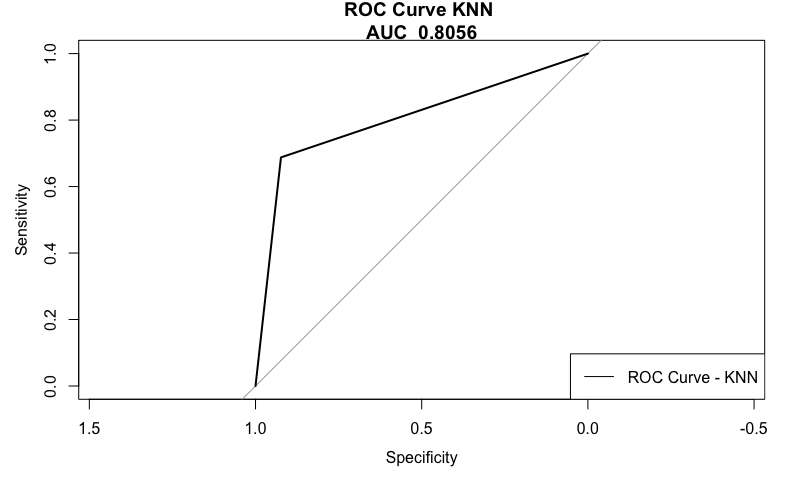 ROC Curve KNN
AUC 0.8056
1.0
0.8
0.6
0.4
0.2
0.0
Sensitivity
ROC Curve - KNN
1.5 1.0 0.5 0.0 -0.5
Specificity